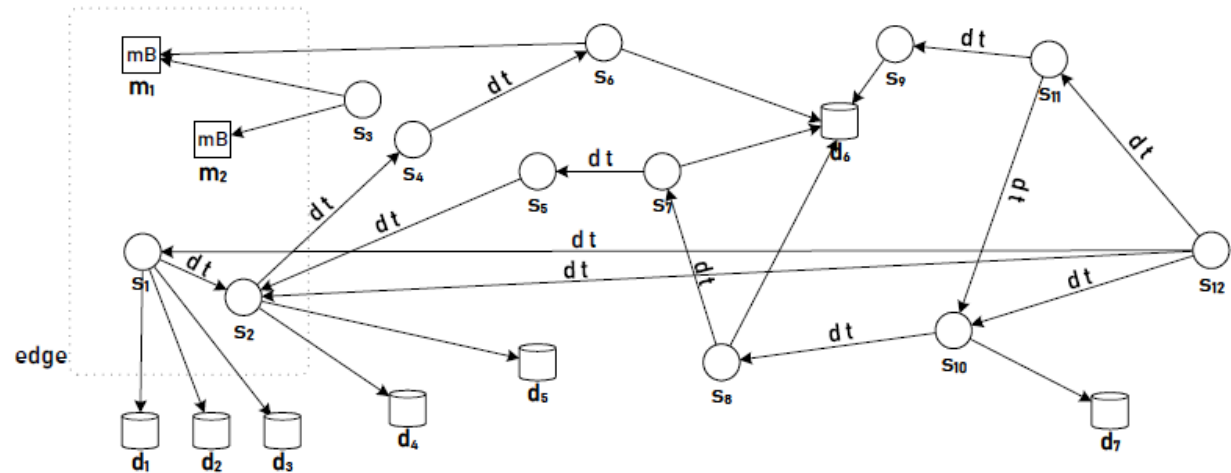 mB
m₁
mB
m₂
s₃
s₄
dt
s₆
s₉
dt
s₁₁
d₆
dt
dt
s₅
dt
s₇
dt
dt
dt
s₁
dt
s₂
dt
dt
dt
dt
s₁₂
edge
dt
s₈
s₁₀
d₅
d₄
d₁
d₂
d₃
d₇